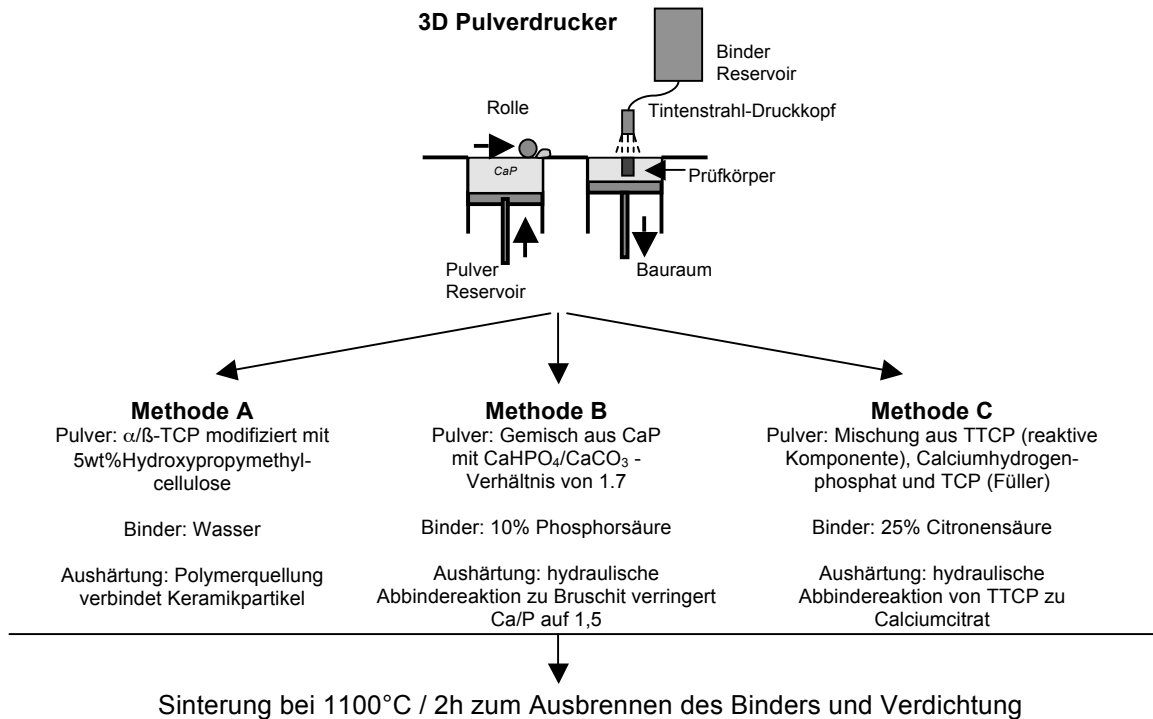 3D Pulverdrucker
Binder
Reservoir
Rolle
Tintenstrahl-Druckkopf
CaP
Prüfkörper
Pulver
Reservoir
Bauraum
Methode A
Pulver: α/ß-TCP modifiziert mit
5wt%Hydroxypropymethyl-
cellulose
Binder: Wasser
Aushärtung: Polymerquellung
verbindet Keramikpartikel
Methode B
Pulver: Gemisch aus CaP
mit CaHPO₄/CaCO₃ -
Verhältnis von 1.7
Binder: 10% Phosphorsäure
Aushärtung: hydraulische
Abbindereaktion zu Bruschit verringert
Ca/P auf 1,5
Methode C
Pulver: Mischung aus TTCP (reaktive
Komponente), Calciumhydrogen-
phosphat und TCP (Füller)
Binder: 25% Citronensäure
Aushärtung: hydraulische
Abbindereaktion von TTCP zu
Calciumcitrat
Sinterung bei 1100°C / 2h zum Ausbrennen des Binders und Verdichtung